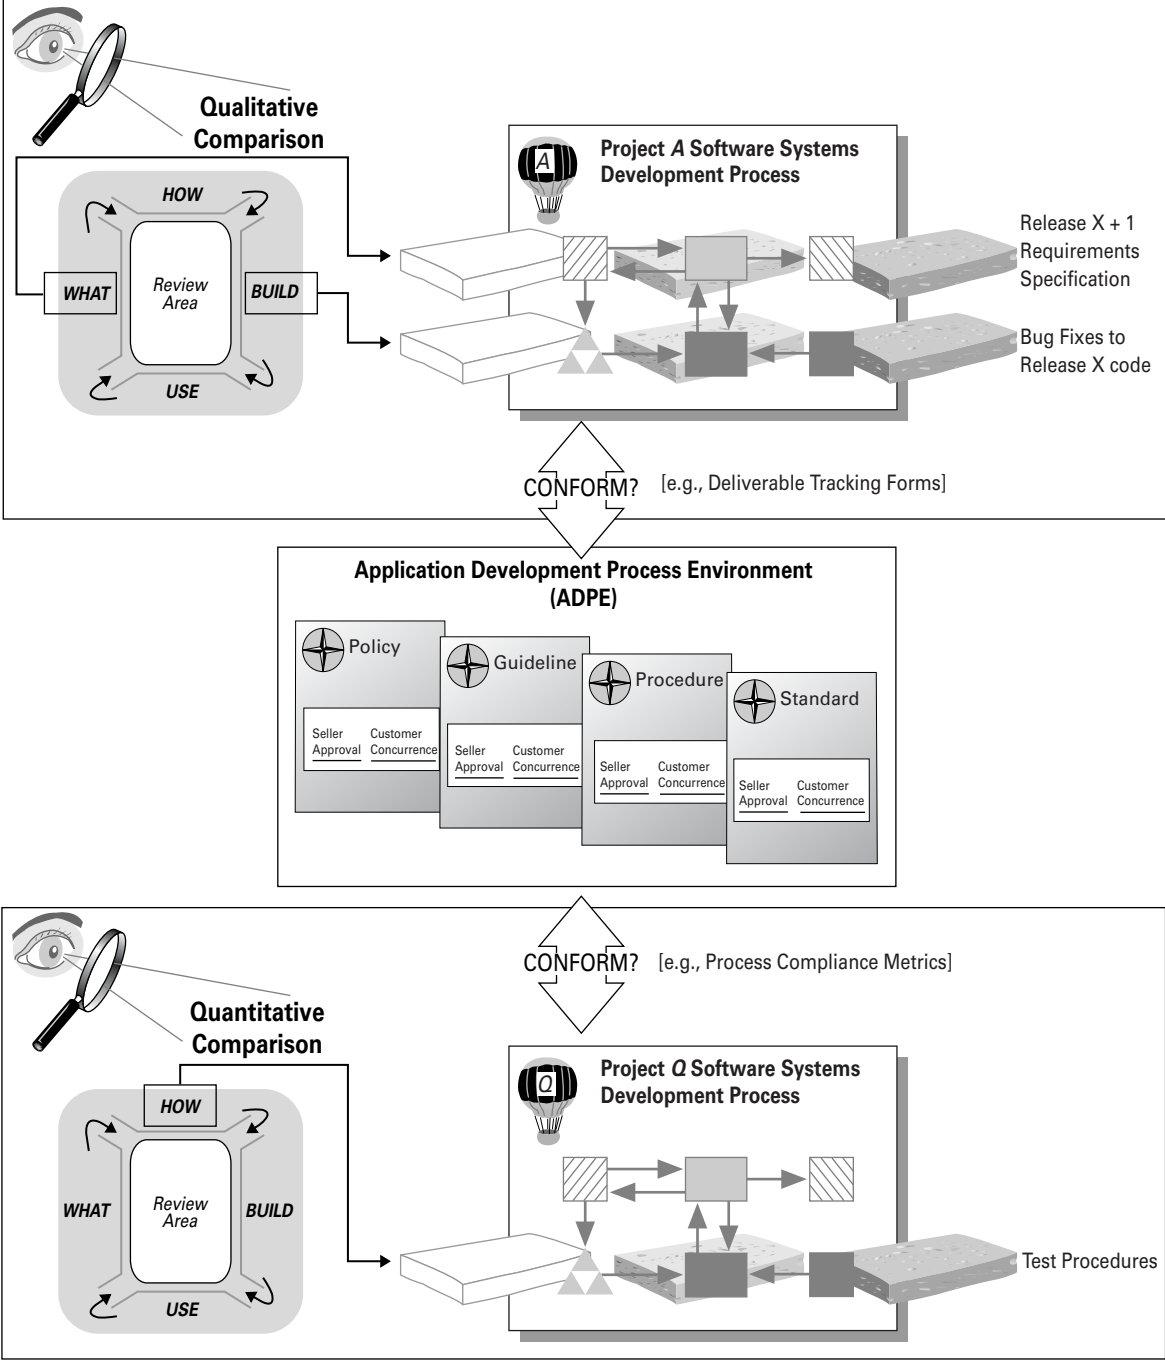 Qualitative
Comparison
A
Project A Software Systems
Development Process
HOW
WHAT
Review
Area
BUILD
USE
Release X + 1
Requirements
Specification
Bug Fixes to
Release X code
CONFORM?
[e.g., Deliverable Tracking Forms]
Application Development Process Environment
(ADPE)
Policy
Seller
Approval
Customer
Concurrence
Guideline
Seller
Approval
Customer
Concurrence
Procedure
Seller
Approval
Customer
Concurrence
Standard
Seller
Approval
Customer
Concurrence
CONFORM?
[e.g., Process Compliance Metrics]
Quantitative
Comparison
Q
Project Q Software Systems
Development Process
HOW
WHAT
Review
Area
BUILD
USE
Test Procedures